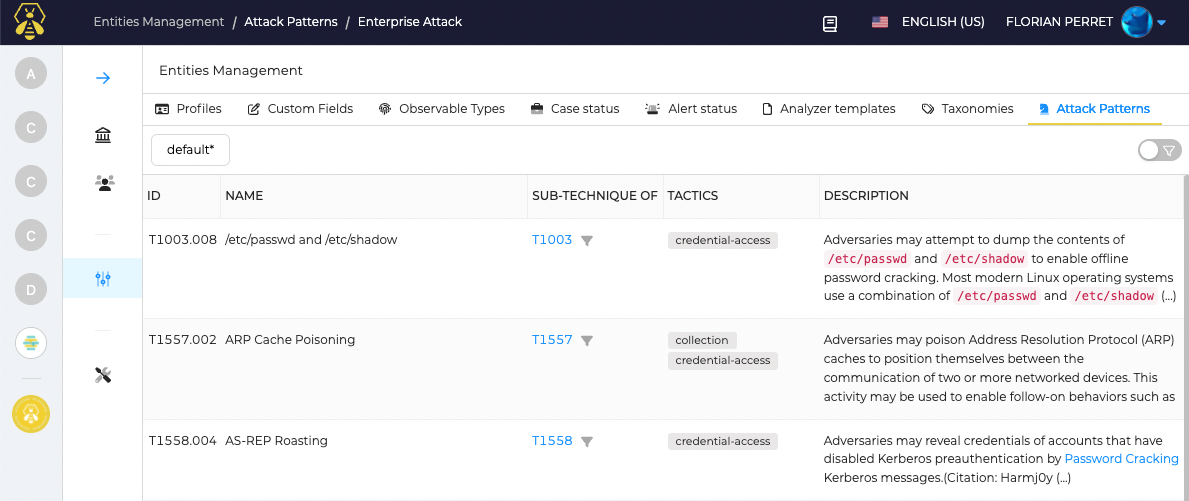 Entities Management / Attack Patterns / Enterprise Attack
ENGLISH (US)
FLORIAN PERRET
A
C
C
C
D
Entities Management
Profiles
Custom Fields
Observable Types
Case status
Alert status
Analyzer templates
Taxonomies
Attack Patterns
default*
ID NAME SUB-TECHNIQUE OF TACTICS DESCRIPTION
T1003.008 /etc/passwd and /etc/shadow T1003 credential-access
Adversaries may attempt to dump the contents of
/etc/passwd and /etc/shadow to enable offline
password cracking. Most modern Linux operating systems
use a combination of /etc/passwd and /etc/shadow (...)
T1557.002 ARP Cache Poisoning T1557 collection
credential-access
Adversaries may poison Address Resolution Protocol (ARP)
caches to position themselves between the
communication of two or more networked devices. This
activity may be used to enable follow-on behaviors such as
T1558.004 AS-REP Roasting T1558 credential-access
Adversaries may reveal credentials of accounts that have
disabled Kerberos preauthentication by Password Cracking
Kerberos messages.(Citation: Harmj0y (...)